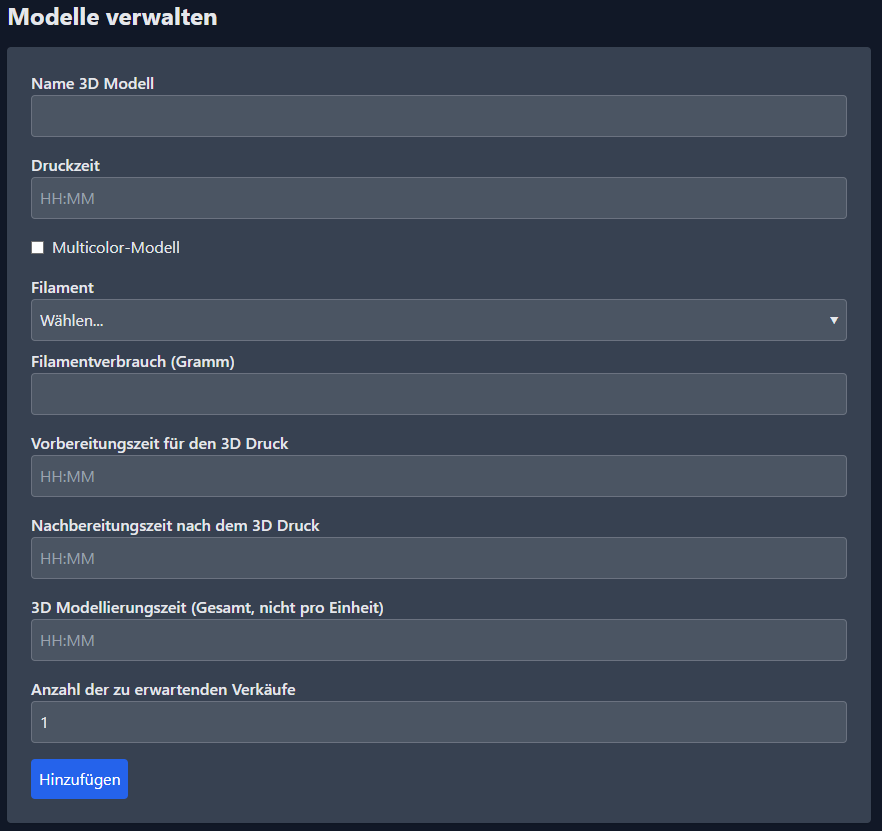 Modelle verwalten
Name 3D Modell
Druckzeit
HH:MM
Multicolor-Modell
Filament
Wählen...
Filamentverbrauch (Gramm)
Vorbereitungszeit für den 3D Druck
HH:MM
Nachbereitungszeit nach dem 3D Druck
HH:MM
3D Modellierungszeit (Gesamt, nicht pro Einheit)
HH:MM
Anzahl der zu erwartenden Verkäufe
1
Hinzufügen